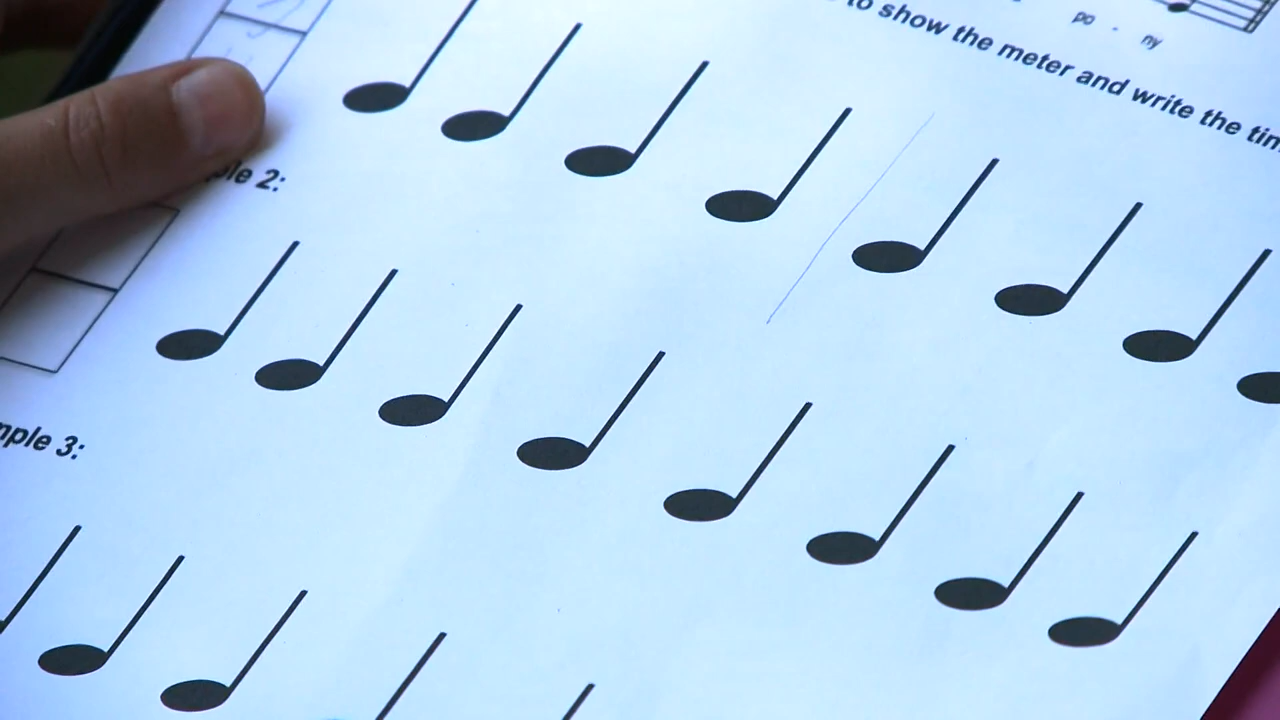 po - ny
to show the meter and write the tim
ple 2:
mple 3: